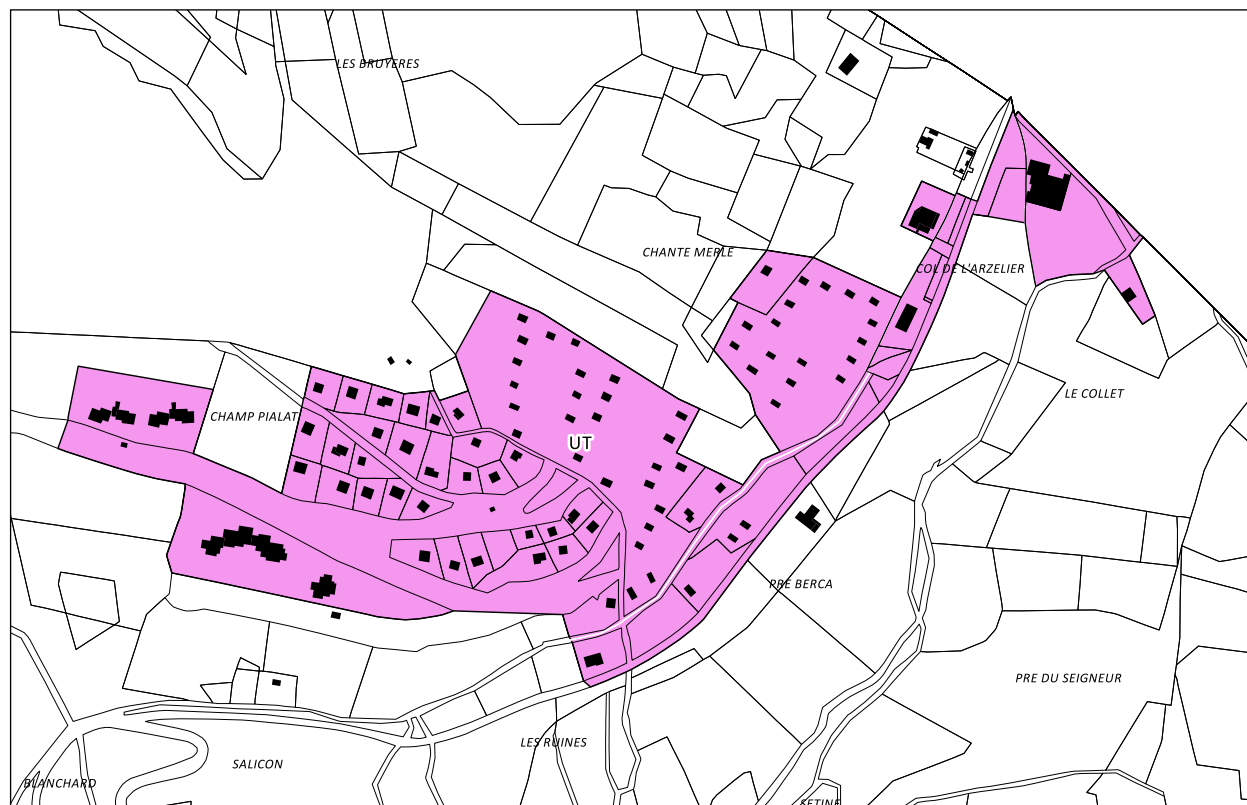 LES BRUYERES
CHANTE MERLE
COL DE L'ARZELIER
LE COLLET
CHAMP PIALAT
UT
PRE BERCA
PRE DU SEIGNEUR
LES RUINES
SALICON
BLANCHARD
SETINE